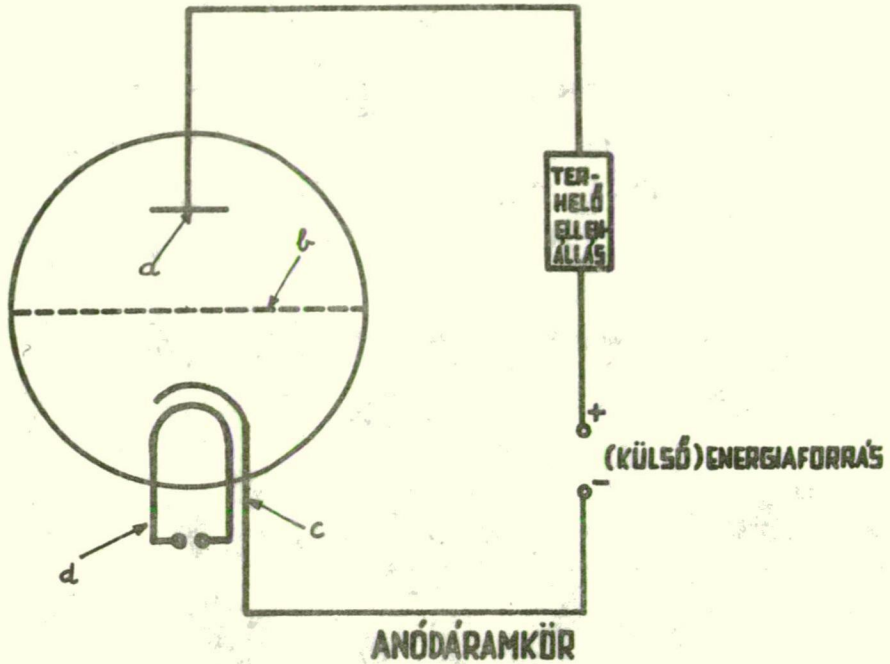 TER-
HELŐ
ELLEN-
ÁLLÁS
a
b
+
(KÜLSŐ) ENERGIAFORRÁS
-
c
d
ANÓDÁRAMKÖR